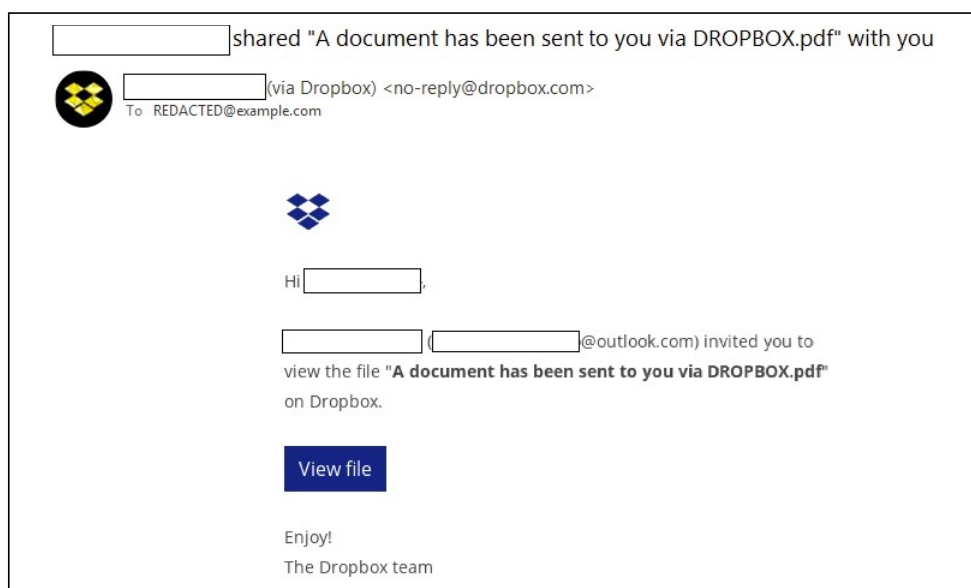 shared "A document has been sent to you via DROPBOX.pdf" with you
(via Dropbox) <no-reply@dropbox.com>
To REDACTED@example.com
Hi ,
(@outlook.com) invited you to
view the file "A document has been sent to you via DROPBOX.pdf"
on Dropbox.
View file
Enjoy!
The Dropbox team